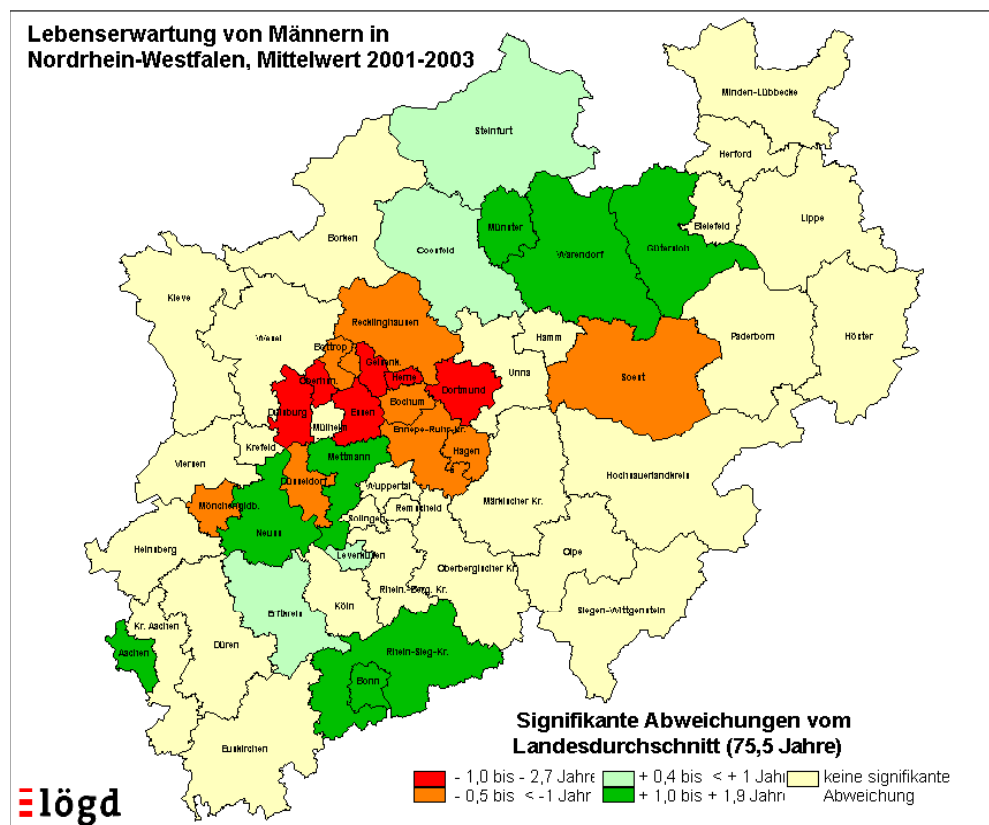 Lebenserwartung von Männern in
Nordrhein-Westfalen, Mittelwert 2001-2003
Minden-Lübbecke
Steinfurt
Herford
Lippe
Bielefeld
Münster
Borken
Coesfeld
Warendorf
Gütersloh
Kleve
Recklinghausen
Wesel
Hamm
Paderborn
Höxter
Bottrop
Gelsenk.
Unna
Soest
Herne
Oberhsn.
Dortmund
Duisburg
Essen
Bochum
Mülheim
Ennepe-Ruhr-Kr.
Krefeld
Hagen
Mettmann
Viersen
Hochsauerlandkreis
Düsseldorf
Wuppertal
Mönchengldb.
Märkischer Kr.
Remscheid
Solingen
Neuss
Heinsberg
Leverkusen
Olpe
Oberbergischer Kr.
Rhein.-Berg. Kr.
Erftkreis
Köln
Siegen-Wittgenstein
Kr. Aachen
Düren
Aachen
Rhein-Sieg-Kr.
Bonn
Euskirchen
Signifikante Abweichungen vom
Landesdurchschnitt (75,5 Jahre)
- 1,0 bis - 2,7 Jahre
+ 0,4 bis < + 1 Jahr
keine signifikante
- 0,5 bis < -1 Jahr
+ 1,0 bis + 1,9 Jahre
Abweichung
lögd